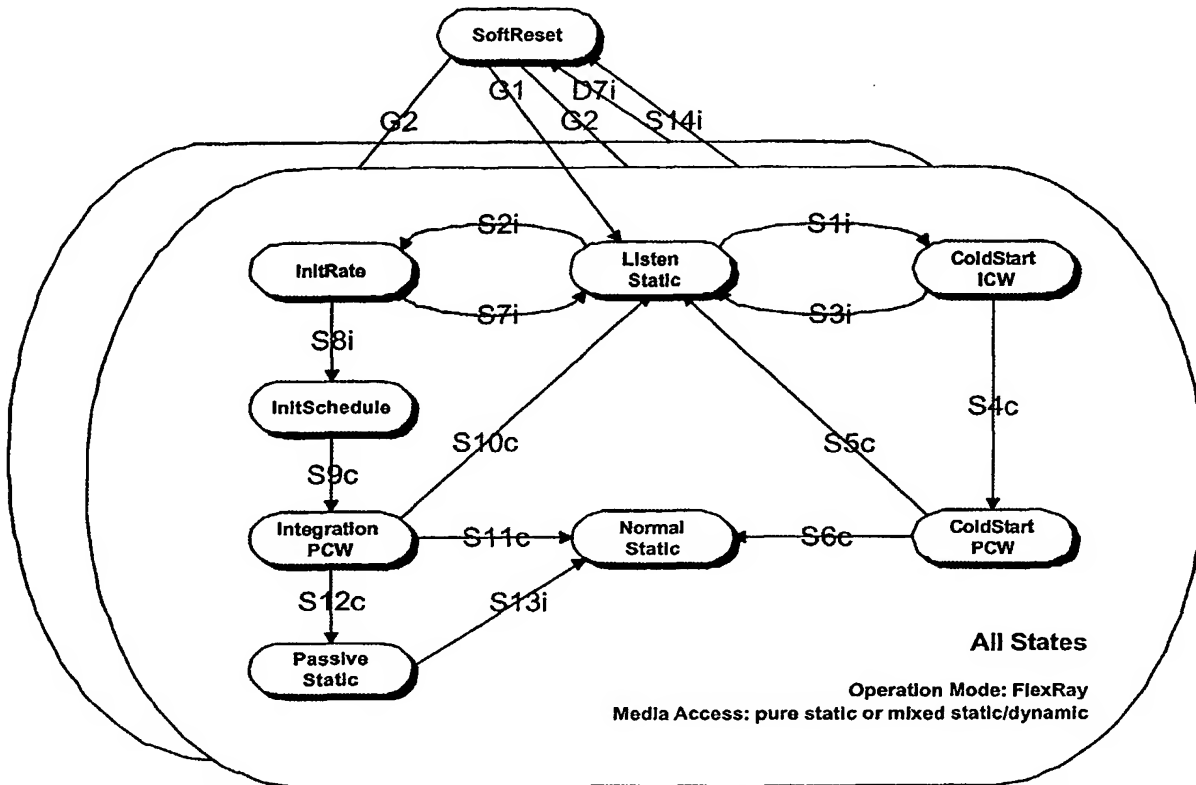 SoftReset
G2
G1
G2
D7i
S14i
S2i
S1i
InitRate
Listen
Static
ColdStart
ICW
S7i
S3i
S8i
InitSchedule
S4c
S10c
S5c
S9c
Integration
PCW
S11c
Normal
Static
S6c
ColdStart
PCW
S12c
S13i
Passive
Static
All States
Operation Mode: FlexRay
Media Access: pure static or mixed static/dynamic